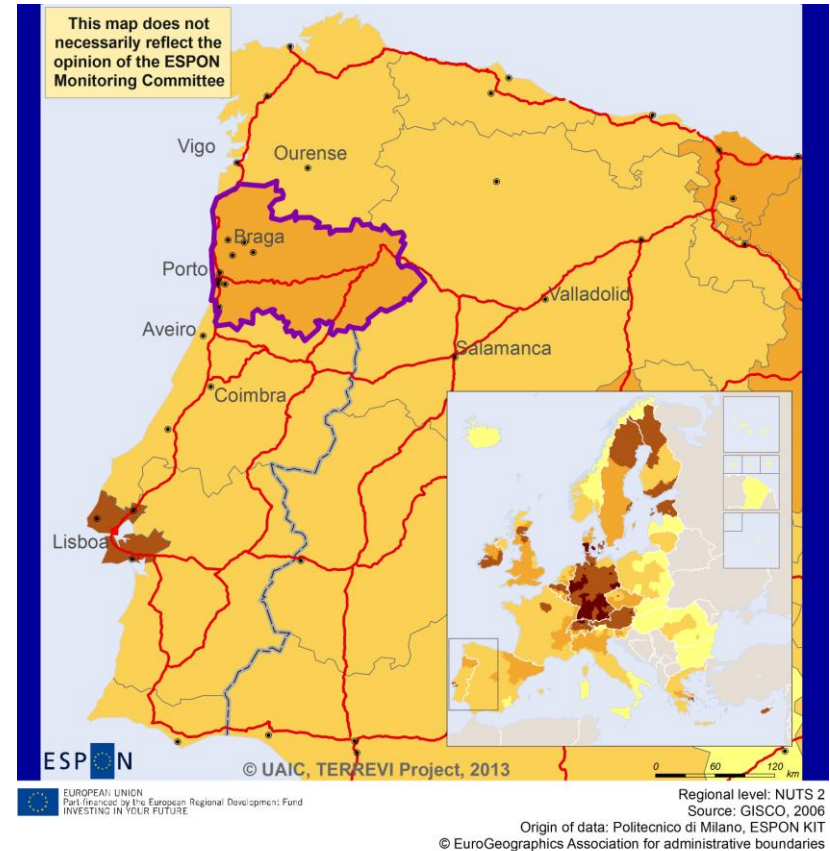 This map does not
necessarily reflect the
opinion of the ESPON
Monitoring Committee
Vigo
Ourense
Braga
Porto
Valladolid
Aveiro
Salamanca
Coimbra
Lisboa
ESPON
© UAIC, TERREVI Project, 2013
0 60 120
km
EUROPEAN UNION
Part-financed by the European Regional Development Fund
INVESTING IN YOUR FUTURE
Regional level: NUTS 2
Source: GISCO, 2006
Origin of data: Politecnico di Milano, ESPON KIT
© EuroGeographics Association for administrative boundaries